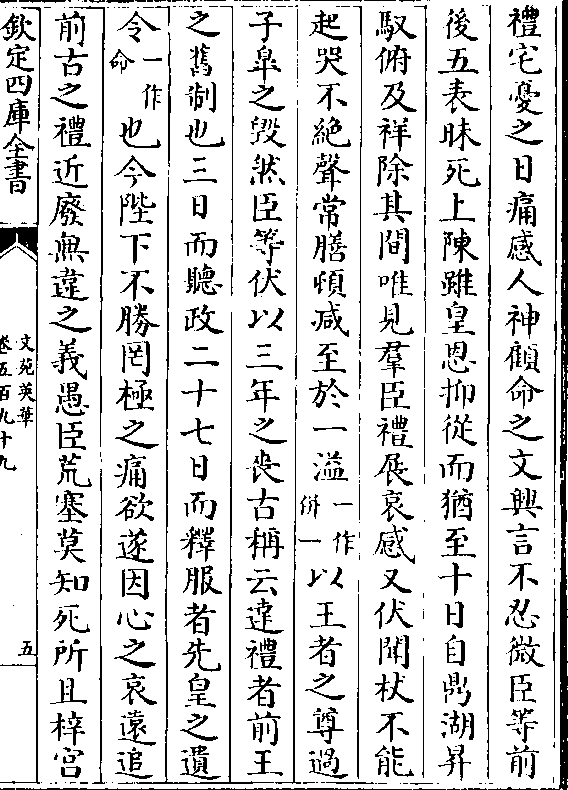 禮宅憂之日痛感人神顧命之文興言不忍微臣等前
後五表昧死上陳雖皇恩抑從而猶至十日自鼎湖昇
馭俯及祥除其間唯見羣臣禮展哀感又伏聞杖不能
起哭不絶聲常膳頓减至於一溢一作併一以王者之尊過
子臯之毁然臣等伏以三年之喪古稱云違禮者前王
之舊制也三日而聽政二十七日而釋服者先皇之遺
令一作命也今陛下不勝罔極之痛欲遂因心之哀遠追
前古之禮近廢無違之義愚臣荒塞莫知死所且梓宮
欽定四庫全書
文苑英華
卷五百九十九
五